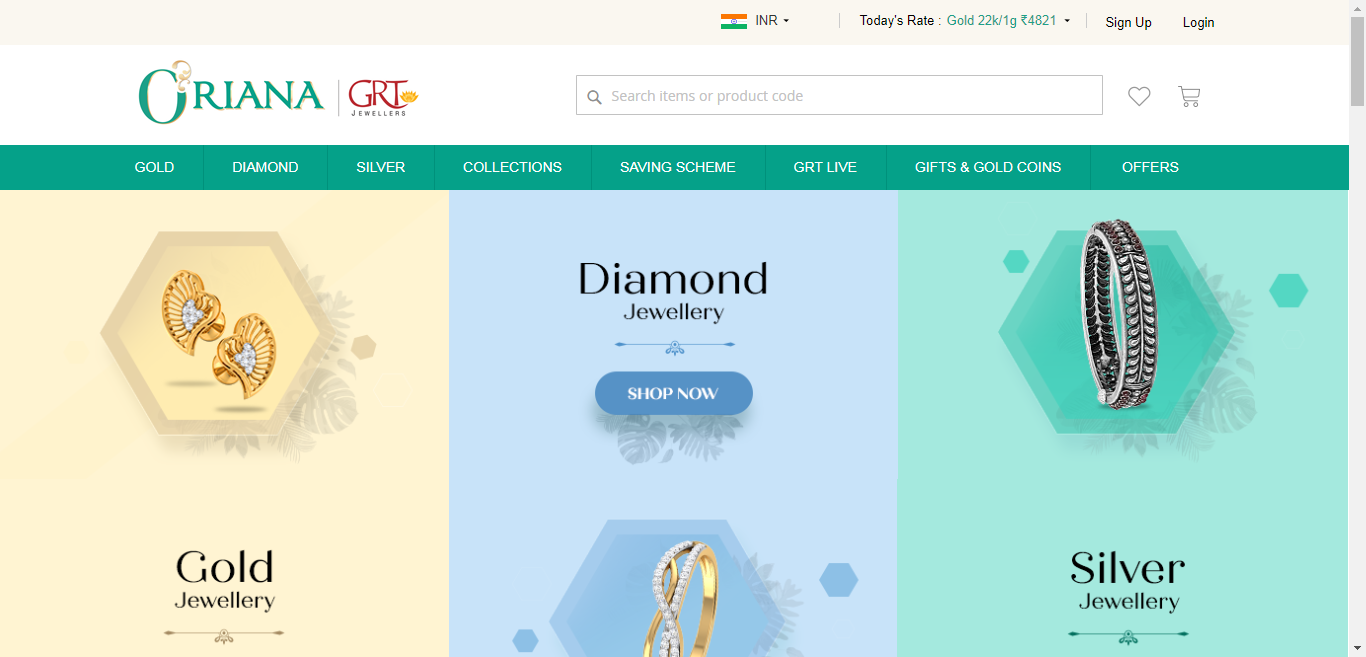 INR
Today's Rate : Gold 22k/1g ₹4821
Sign Up
Login
ORIANA
GRT
JEWELLERS
Search items or product code
GOLD
DIAMOND
SILVER
COLLECTIONS
SAVING SCHEME
GRT LIVE
GIFTS & GOLD COINS
OFFERS
Diamond
Jewellery
SHOP NOW
Gold
Jewellery
Silver
Jewellery